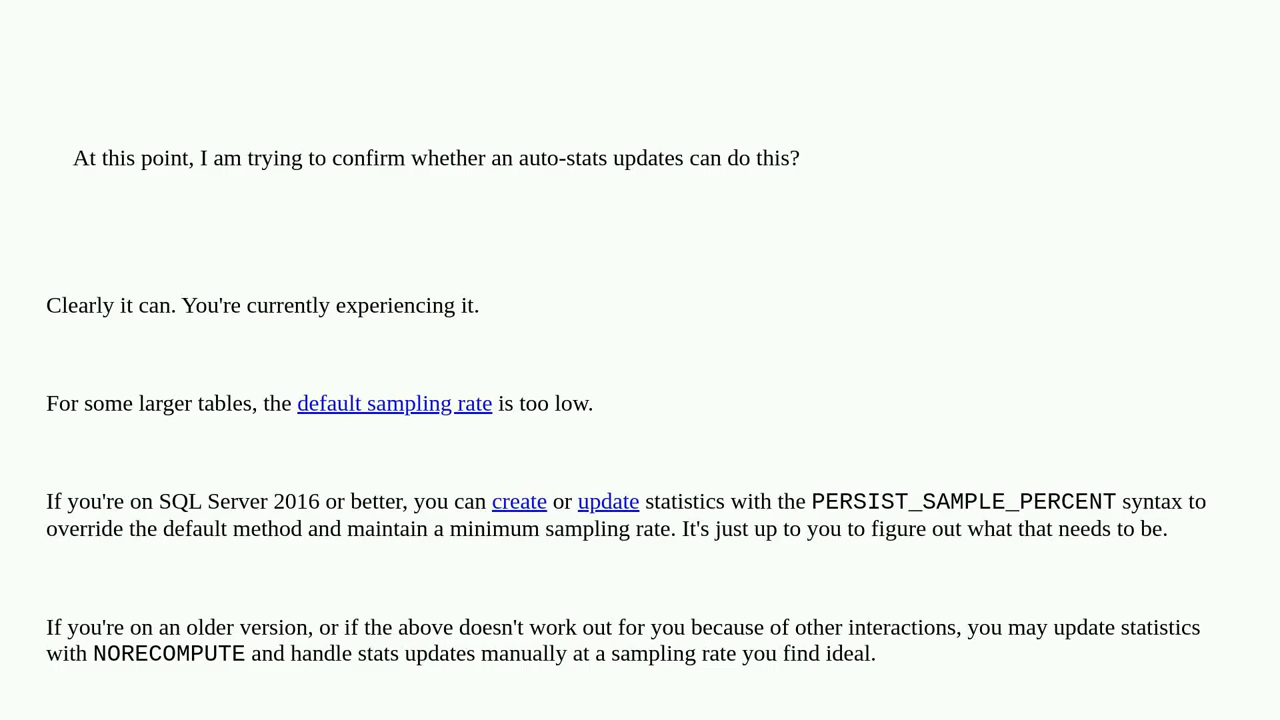 At this point, I am trying to confirm whether an auto-stats updates can do this?
Clearly it can. You're currently experiencing it.
For some larger tables, the default sampling rate is too low.
If you're on SQL Server 2016 or better, you can create or update statistics with the PERSIST_SAMPLE_PERCENT syntax to
override the default method and maintain a minimum sampling rate. It's just up to you to figure out what that needs to be.
If you're on an older version, or if the above doesn't work out for you because of other interactions, you may update statistics
with NORECOMPUTE and handle stats updates manually at a sampling rate you find ideal.